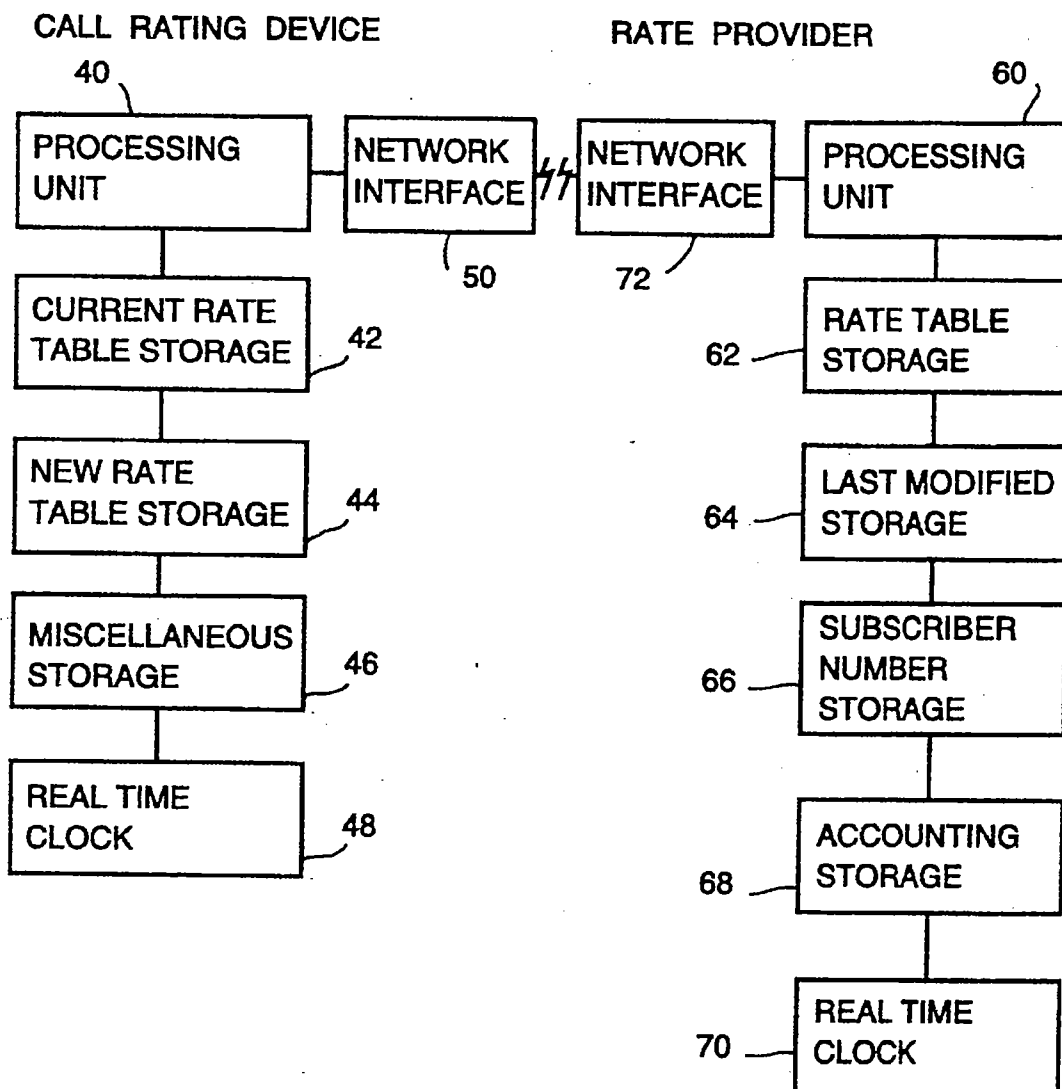 CALL RATING DEVICE
RATE PROVIDER
40
60
PROCESSING
UNIT
NETWORK
INTERFACE
NETWORK
INTERFACE
PROCESSING
UNIT
50
72
CURRENT RATE
TABLE STORAGE
42
62
RATE TABLE
STORAGE
NEW RATE
TABLE STORAGE
44
64
LAST MODIFIED
STORAGE
MISCELLANEOUS
STORAGE
46
66
SUBSCRIBER
NUMBER
STORAGE
REAL TIME
CLOCK
48
68
ACCOUNTING
STORAGE
70
REAL TIME
CLOCK